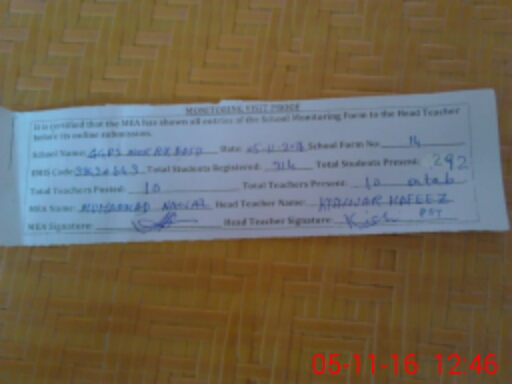 MONITORING VISIT PROOF
It is certified that the MEA has shown all entries of the School Monitoring Form to the Head Teacher
before its online submission.
School Name: GGPS Date: 05-11- School Form No: 14
EMIS Code: Total Students Registered: 314 Total Students Present: 292
Total Teachers Posted: 10 Total Teachers Present: 10
MEA Name: MUHAMMAD Head Teacher Name: HAFEEZ
MEA Signature: Head Teacher Signature:
05-11-16 12:46